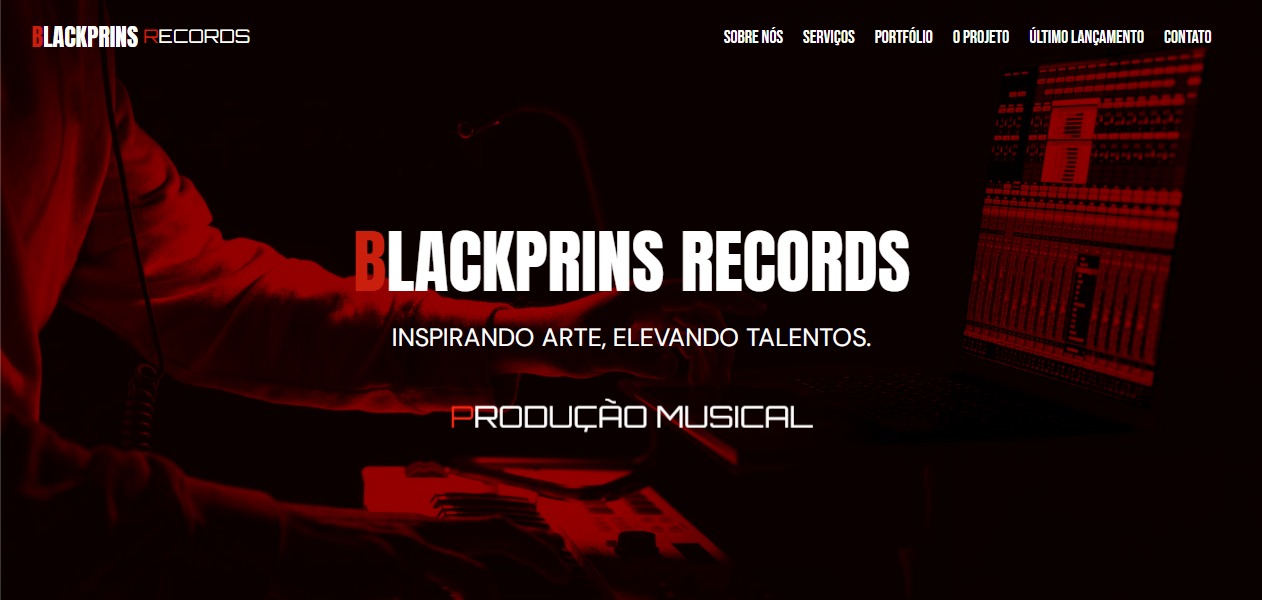 BLACKPRINS RECORDS
SOBRE NÓS SERVIÇOS PORTFÓLIO O PROJETO ÚLTIMO LANÇAMENTO CONTATO
BLACKPRINS RECORDS
INSPIRANDO ARTE, ELEVANDO TALENTOS.
PRODUÇÃO MUSICAL